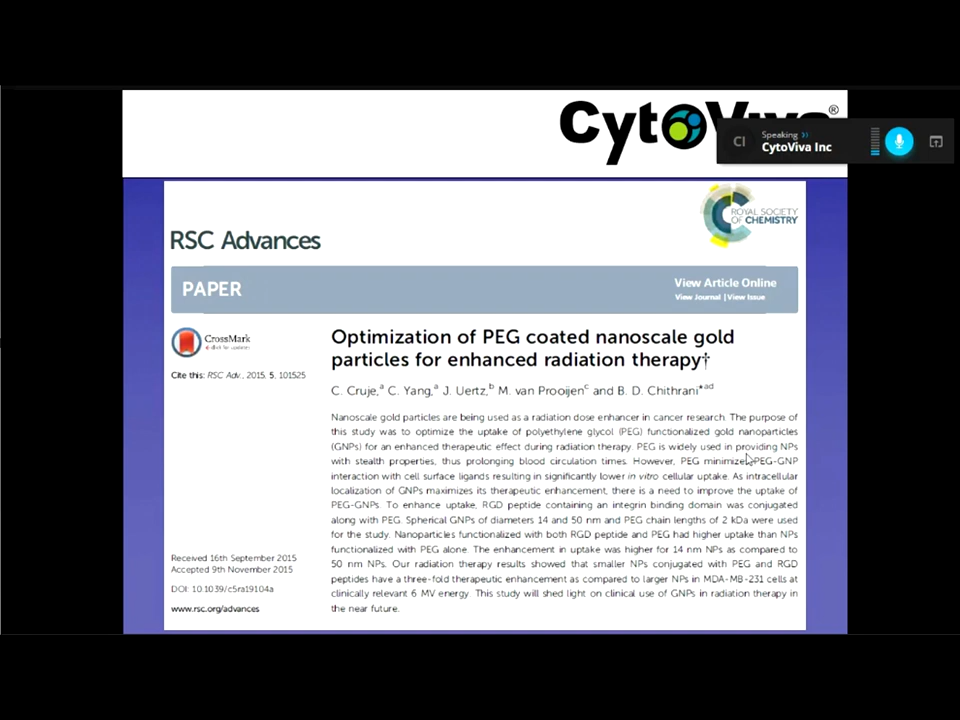 CytoViva®
CI
Speaking
CytoViva Inc
ROYAL SOCIETY
OF CHEMISTRY
RSC Advances
PAPER
View Article Online
View Journal | View Issue
CrossMark
click for updates
Cite this: RSC Adv., 2015, 5, 101525
Optimization of PEG coated nanoscale gold
particles for enhanced radiation therapy†
C. Cruje,a C. Yang,a J. Uertz,b M. van Prooijenc and B. D. Chithrani*ad
Nanoscale gold particles are being used as a radiation dose enhancer in cancer research. The purpose of
this study was to optimize the uptake of polyethylene glycol (PEG) functionalized gold nanoparticles
(GNPs) for an enhanced therapeutic effect during radiation therapy. PEG is widely used in providing NPs
with stealth properties, thus prolonging blood circulation times. However, PEG minimizes PEG-GNP
interaction with cell surface ligands resulting in significantly lower in vitro cellular uptake. As intracellular
localization of GNPs maximizes its therapeutic enhancement, there is a need to improve the uptake of
PEG-GNPs. To enhance uptake, RGD peptide containing an integrin binding domain was conjugated
along with PEG. Spherical GNPs of diameters 14 and 50 nm and PEG chain lengths of 2 kDa were used
for the study. Nanoparticles functionalized with both RGD peptide and PEG had higher uptake than NPs
functionalized with PEG alone. The enhancement in uptake was higher for 14 nm NPs as compared to
50 nm NPs. Our radiation therapy results showed that smaller NPs conjugated with PEG and RGD
peptides have a three-fold therapeutic enhancement as compared to larger NPs in MDA-MB-231 cells at
clinically relevant 6 MV energy. This study will shed light on clinical use of GNPs in radiation therapy in
the near future.
Received 16th September 2015
Accepted 9th November 2015
DOI: 10.1039/c5ra19104a
www.rsc.org/advances